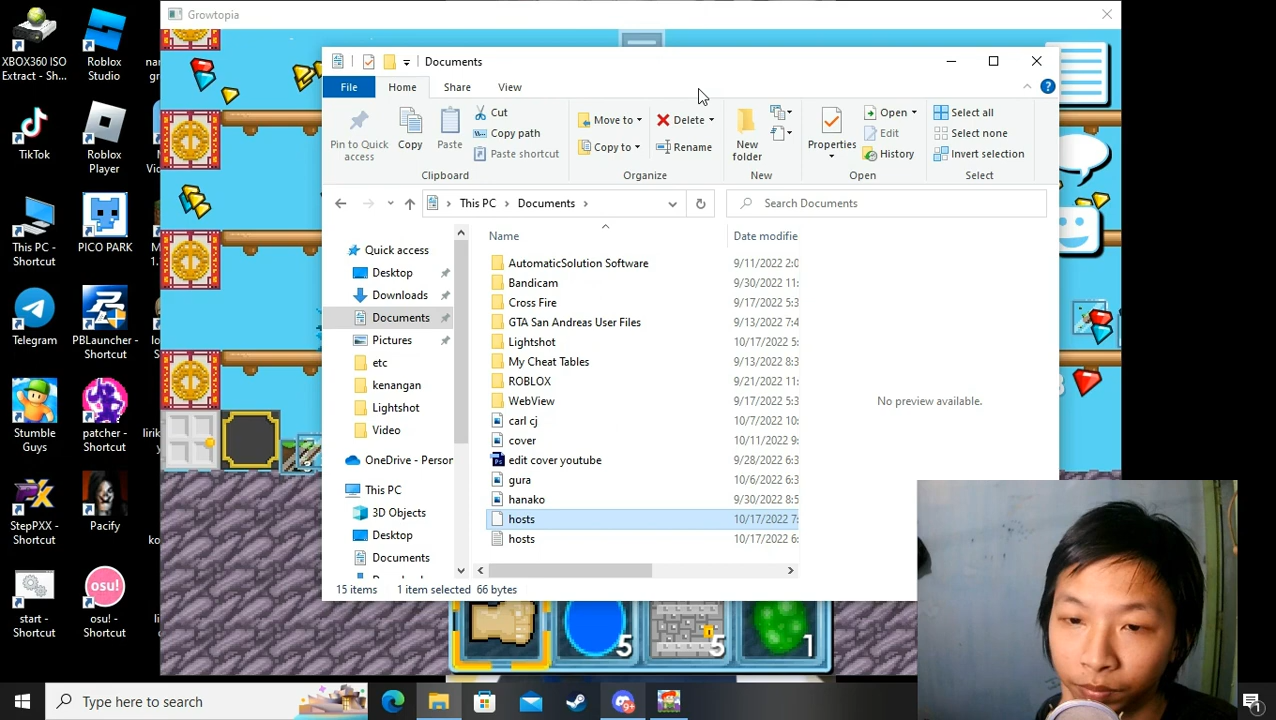 Growtopia
XBOX360 ISO
Extract - Sh...
Roblox
Studio
TikTok
Roblox
Player
This PC -
Shortcut
PICO PARK
Telegram
PBLauncher -
Shortcut
Stumble
Guys
patcher -
Shortcut
StepPXX -
Shortcut
Pacify
start -
Shortcut
osu!
osu! -
Shortcut
Documents
File
Home
Share
View
Pin to Quick
access
Copy
Paste
Cut
Copy path
Paste shortcut
Clipboard
Move to
Copy to
Delete
Rename
Organize
New
folder
New
Properties
Open
Edit
History
Open
Select all
Select none
Invert selection
Select
This PC
Documents
Search Documents
Quick access
Desktop
Downloads
Documents
Pictures
etc
kenangan
Lightshot
Video
OneDrive - Person
This PC
3D Objects
Desktop
Documents
Name
Date modifie
AutomaticSolution Software
9/11/2022 2:0
Bandicam
9/30/2022 11:
Cross Fire
9/17/2022 5:3
GTA San Andreas User Files
9/13/2022 7:4
Lightshot
10/17/2022 5:
My Cheat Tables
9/13/2022 8:3
ROBLOX
9/21/2022 11:
WebView
9/17/2022 5:3
carl cj
10/7/2022 10:
cover
10/11/2022 9:
edit cover youtube
9/28/2022 6:3
gura
10/6/2022 6:3
hanako
9/30/2022 8:5
hosts
10/17/2022 7:
hosts
10/17/2022 6:
No preview available.
15 items
1 item selected 66 bytes
5
5
1
Type here to search
1